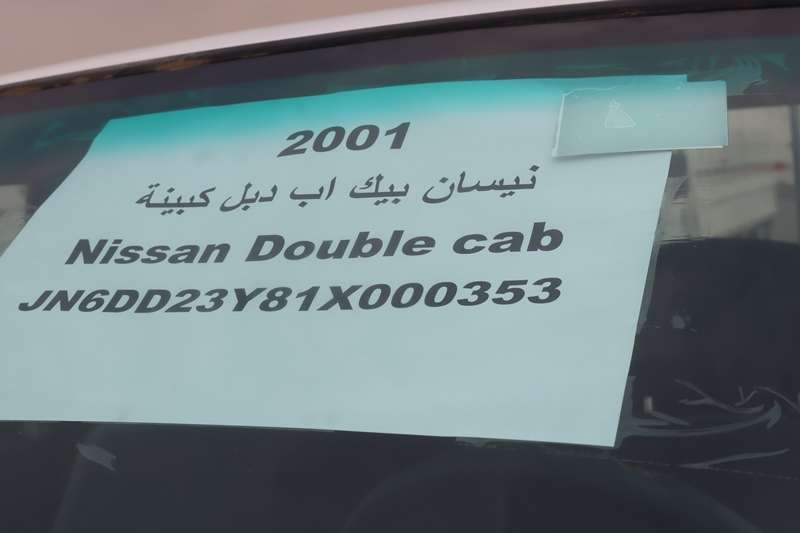 2001
نيسان بيك اب دبل كبينة
Nissan Double cab
JN6DD23Y81X000353